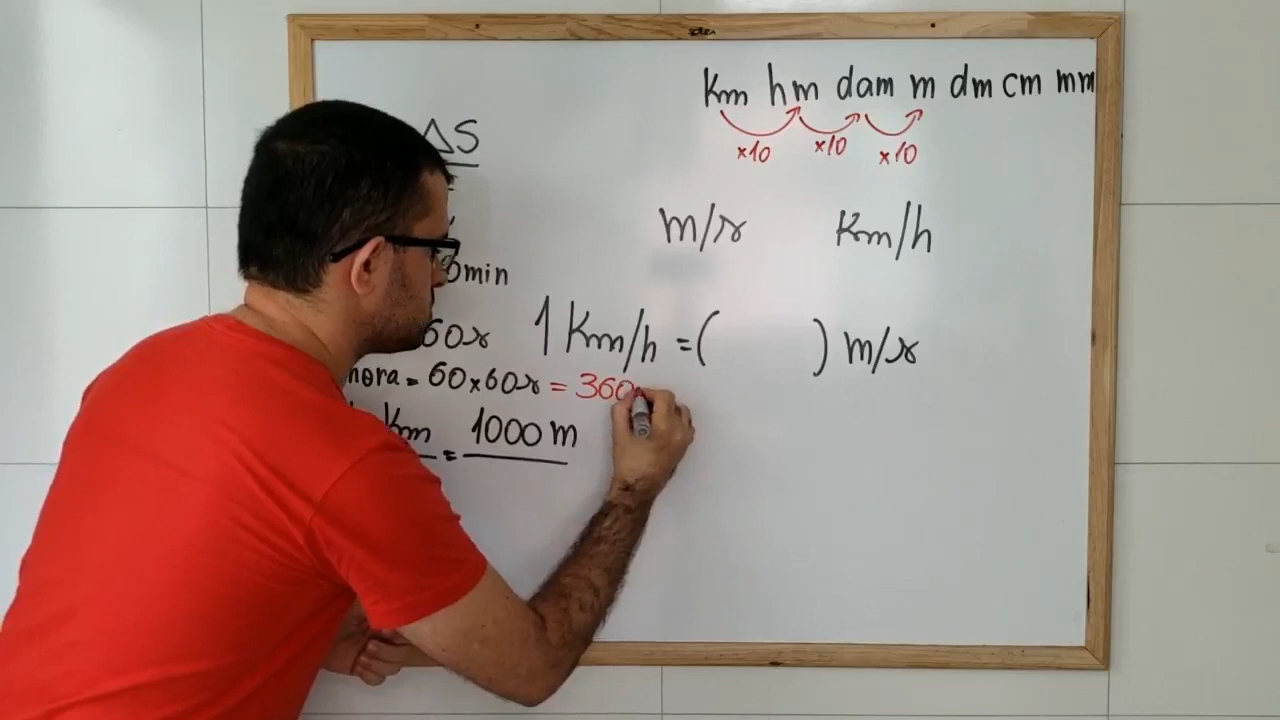 Km hm dam m dm cm mm
x10 x10 x10
ΔS
m/s Km/h
min
60s
1 Km/h = ( ) m/s
hora = 60x60s = 360
Km = 1000 m